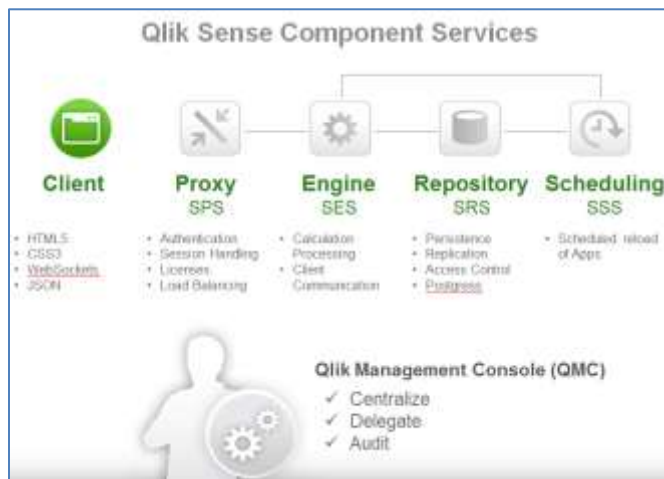 Qlik Sense Component Services
Client
• HTML5
• CSS3
• WebSockets
• JSON
Proxy
SPS
• Authentication
• Session Handling
• Licenses
• Load Balancing
Engine
SES
• Calculation
Processing
• Client
Communication
Repository
SRS
• Persistence
• Replication
• Access Control
• Postgress
Scheduling
SSS
• Scheduled reload
of Apps
Qlik Management Console (QMC)
✓ Centralize
✓ Delegate
✓ Audit